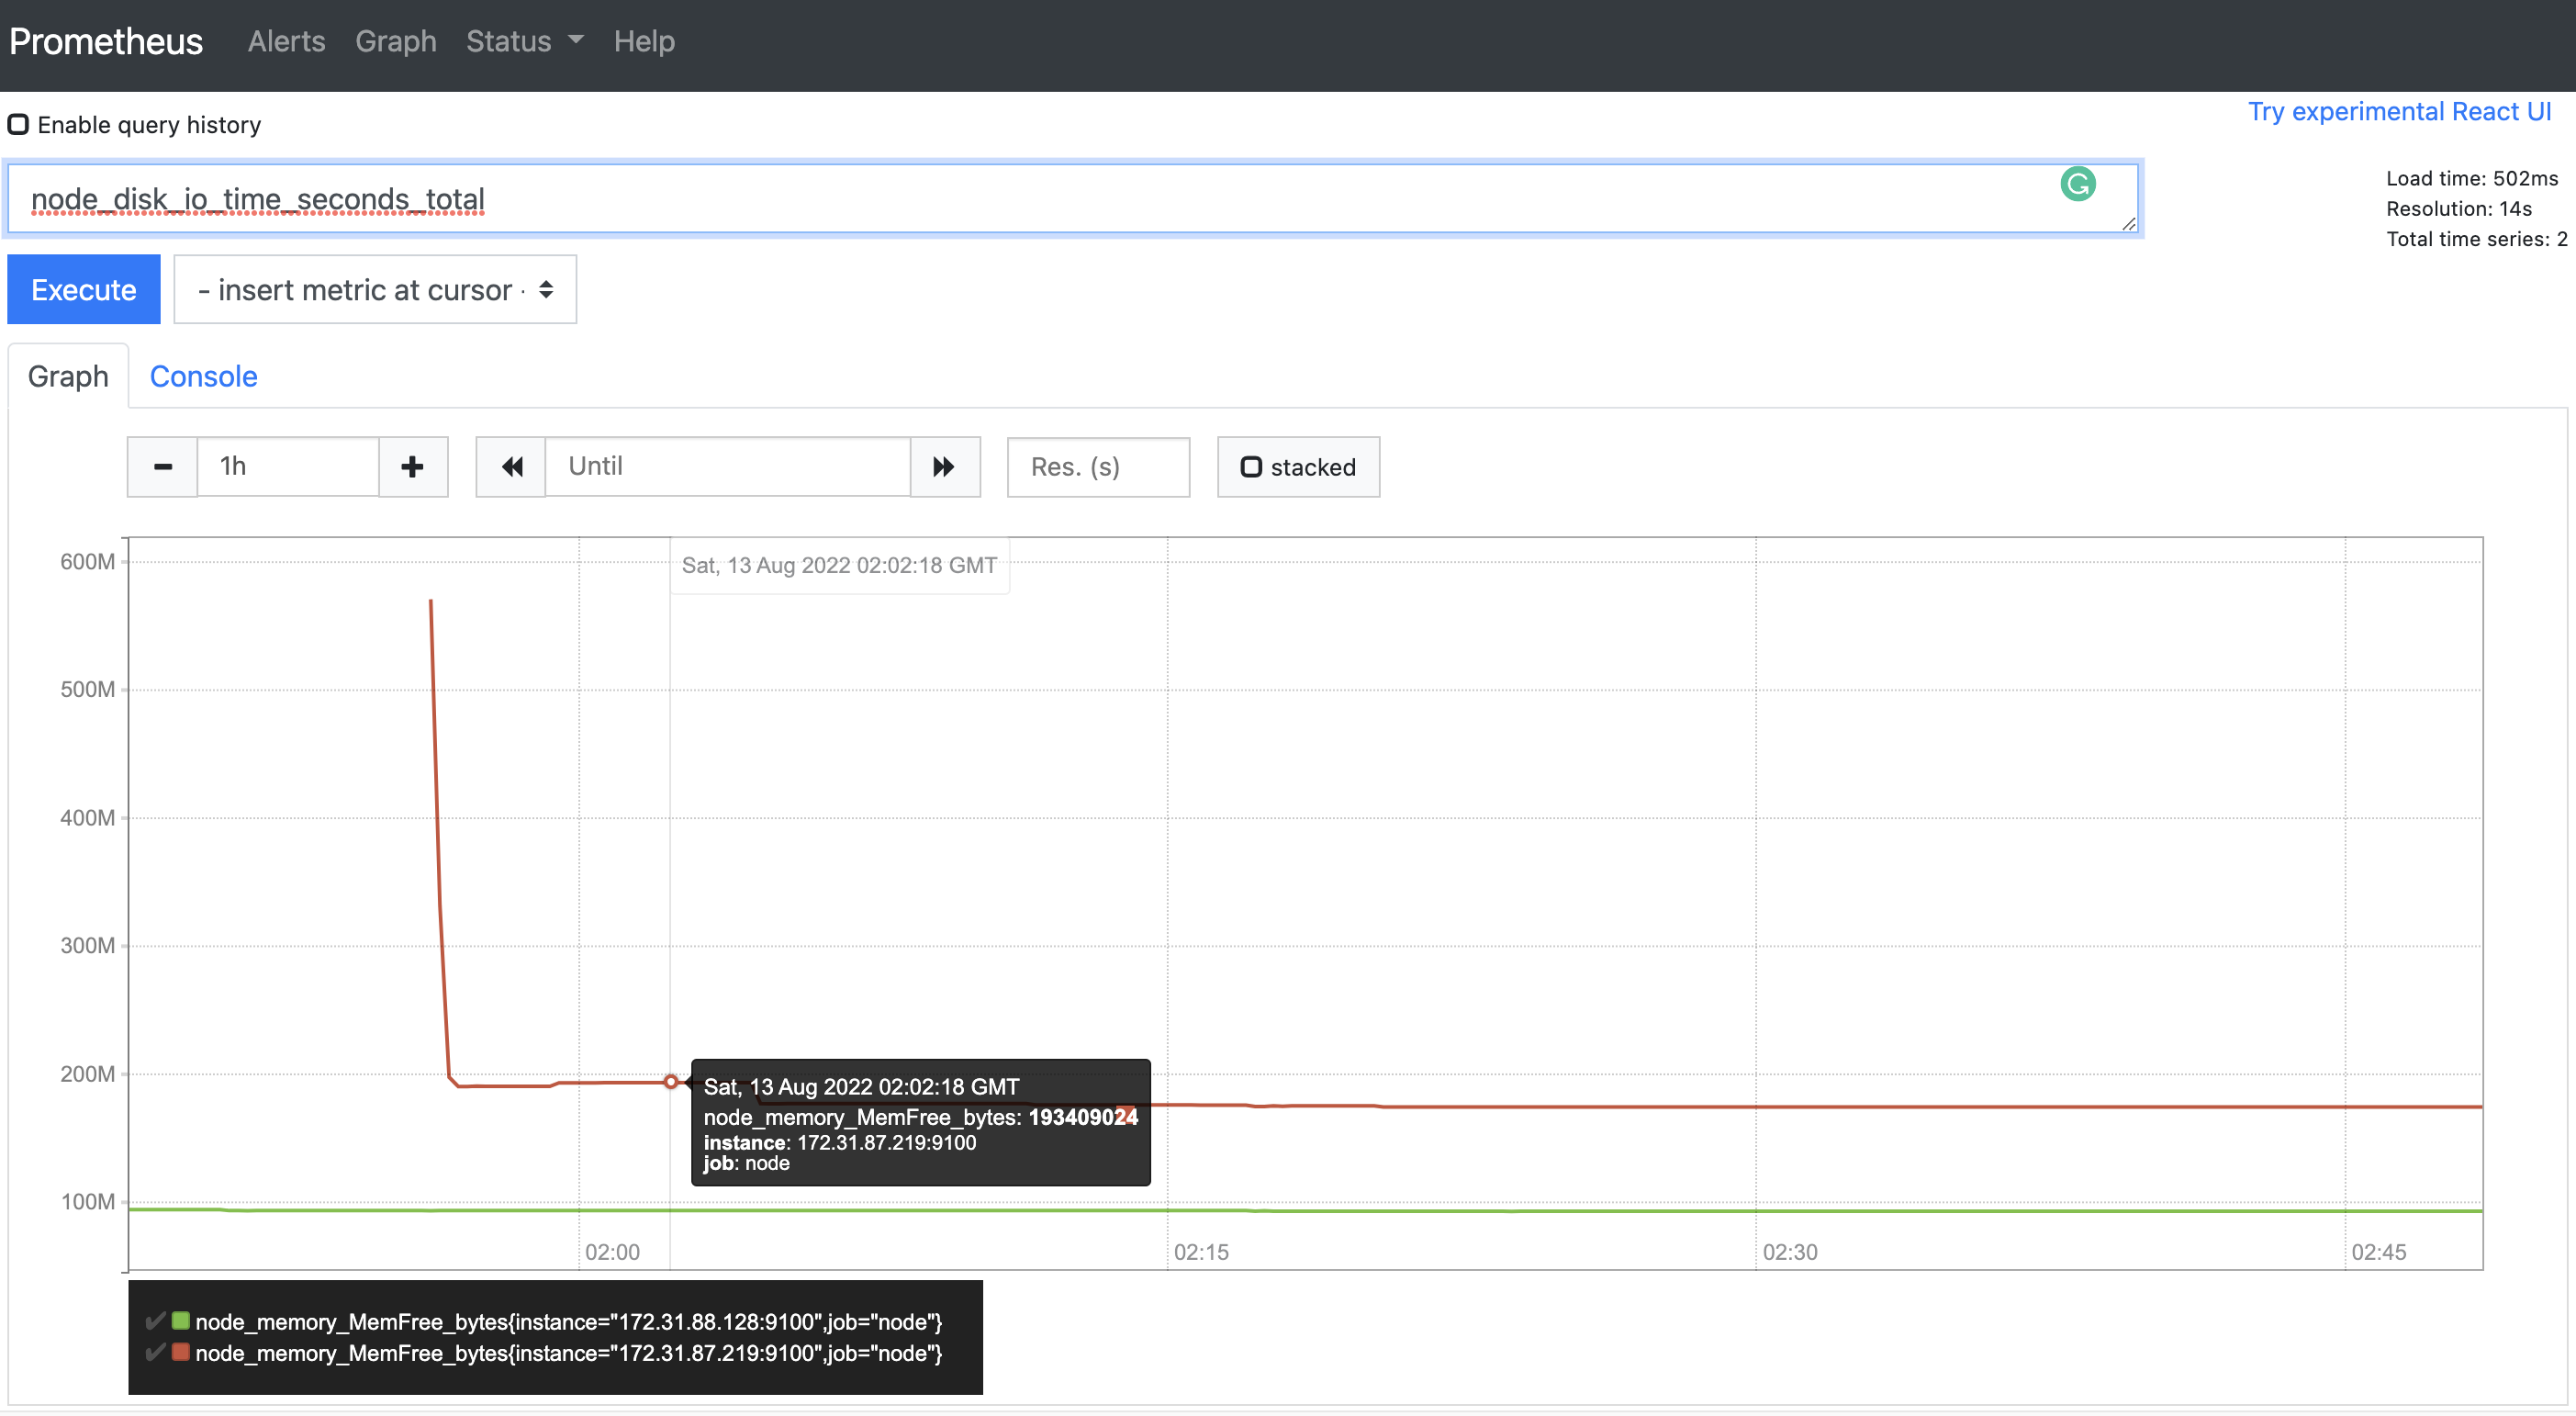 Prometheus Alerts Graph Status Help
Enable query history
Try experimental React UI
node_disk_io_time_seconds_total
Load time: 502ms
Resolution: 14s
Total time series: 2
Execute
- insert metric at cursor -
Graph Console
1h Until Res. (s) stacked
600M
Sat, 13 Aug 2022 02:02:18 GMT
500M
400M
300M
200M
Sat, 13 Aug 2022 02:02:18 GMT
node_memory_MemFree_bytes: 193409024
instance: 172.31.87.219:9100
job: node
100M
02:00 02:15 02:30 02:45
node_memory_MemFree_bytes{instance="172.31.88.128:9100",job="node"}
node_memory_MemFree_bytes{instance="172.31.87.219:9100",job="node"}